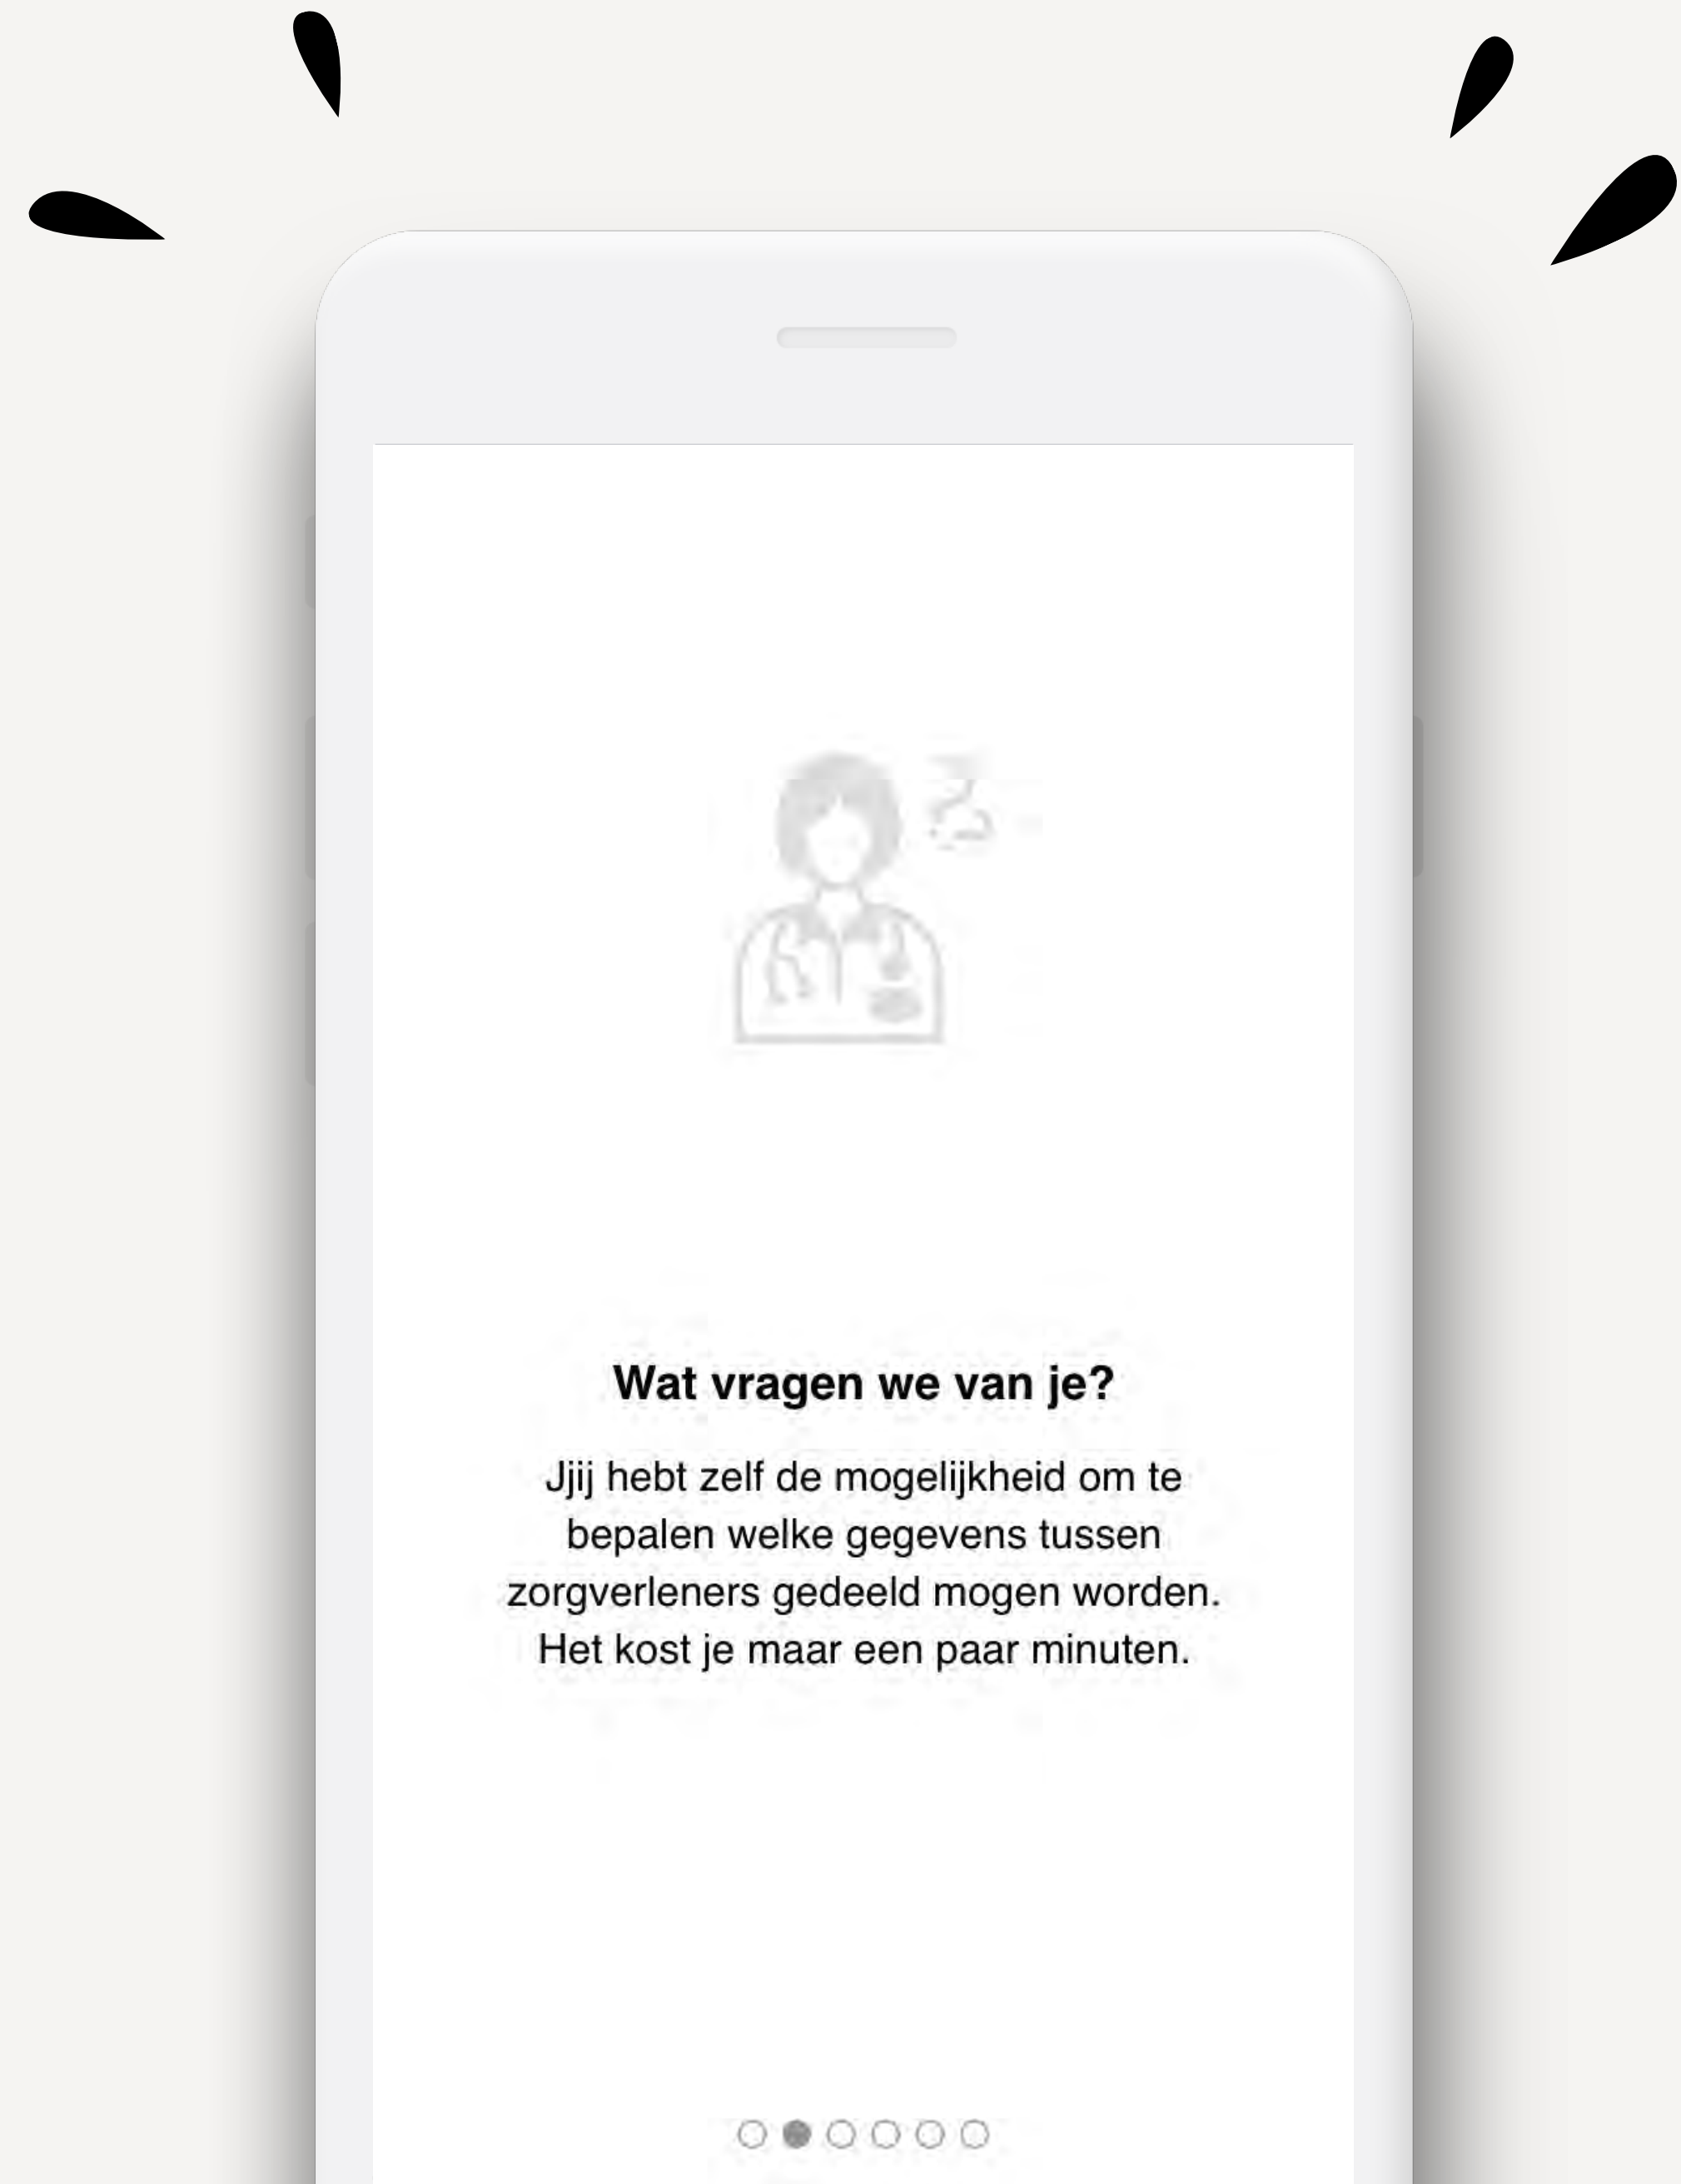 Wat vragen we van je?
Jjij hebt zelf de mogelijkheid om te
bepalen welke gegevens tussen
zorgverleners gedeeld mogen worden.
Het kost je maar een paar minuten.